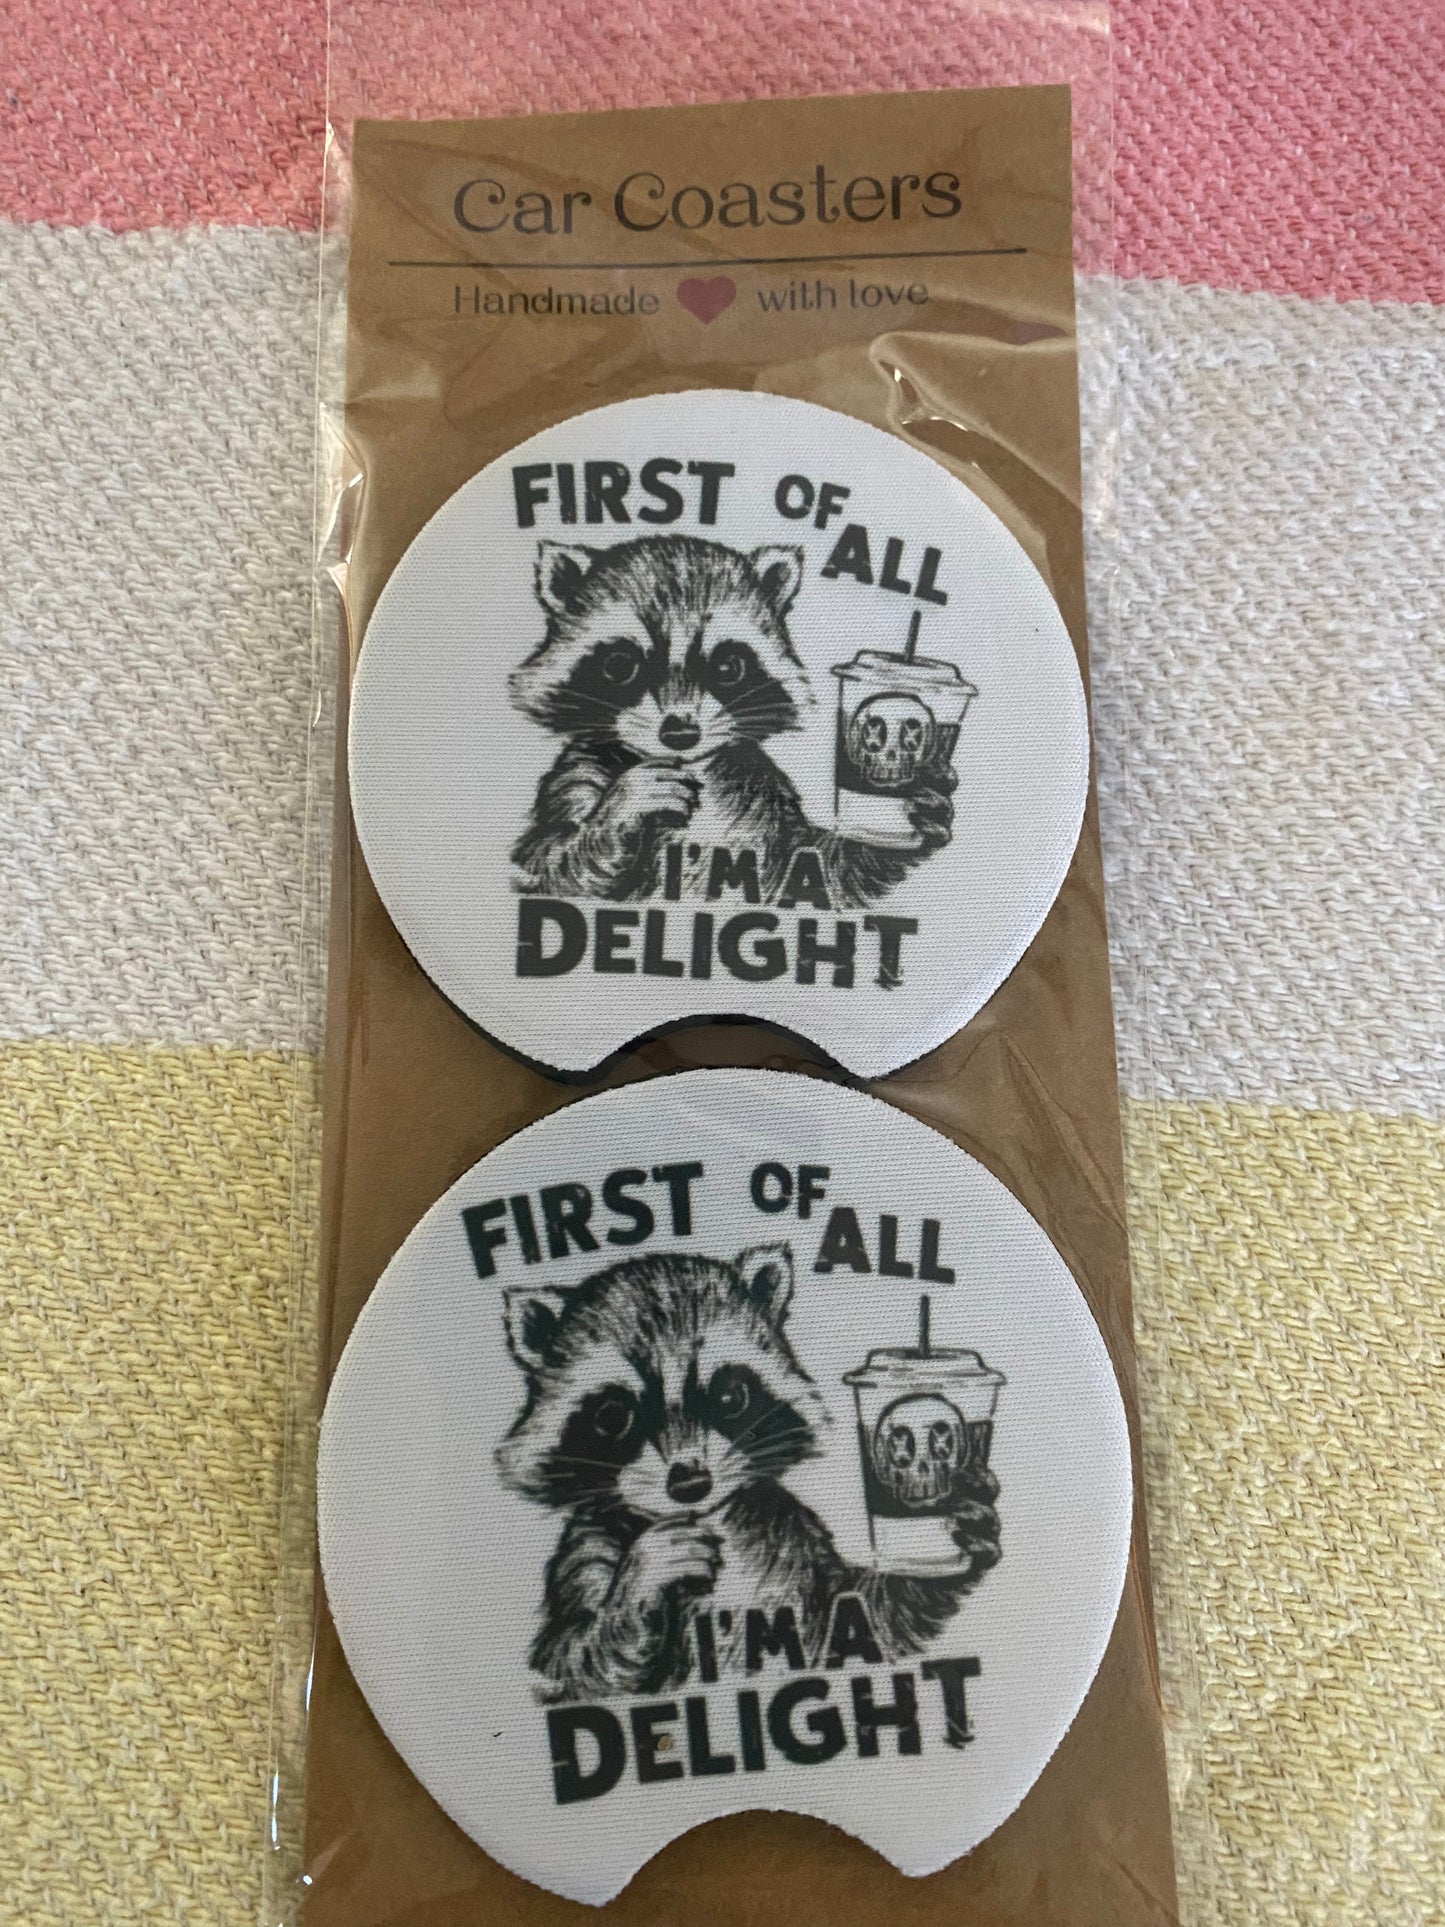 Car Coasters
Handmade with love
FIRST OF
ALL
I'M A
DELIGHT
FIRST OF
ALL
I'M A
DELIGHT